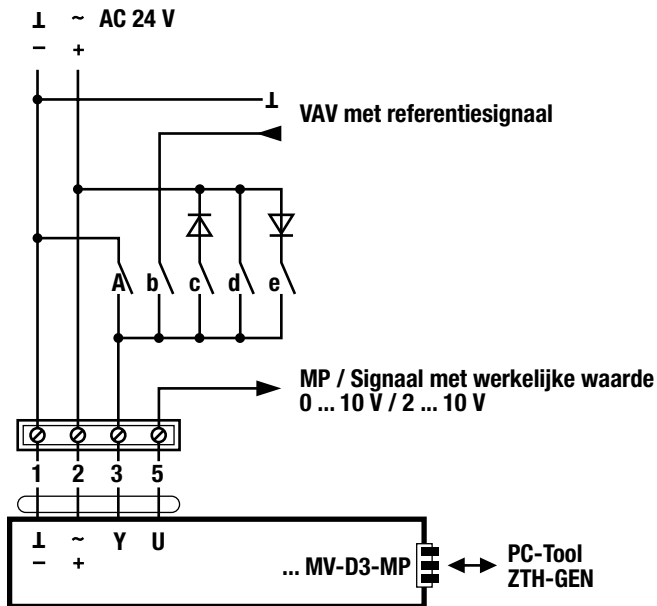 ⊥ ~ AC 24 V
– +
⊥
VAV met referentiesignaal
A b c d e
MP / Signaal met werkelijke waarde
0 ... 10 V / 2 ... 10 V
1 2 3 5
⊥ ~ Y U
– +
... MV-D3-MP
PC-Tool
ZTH-GEN